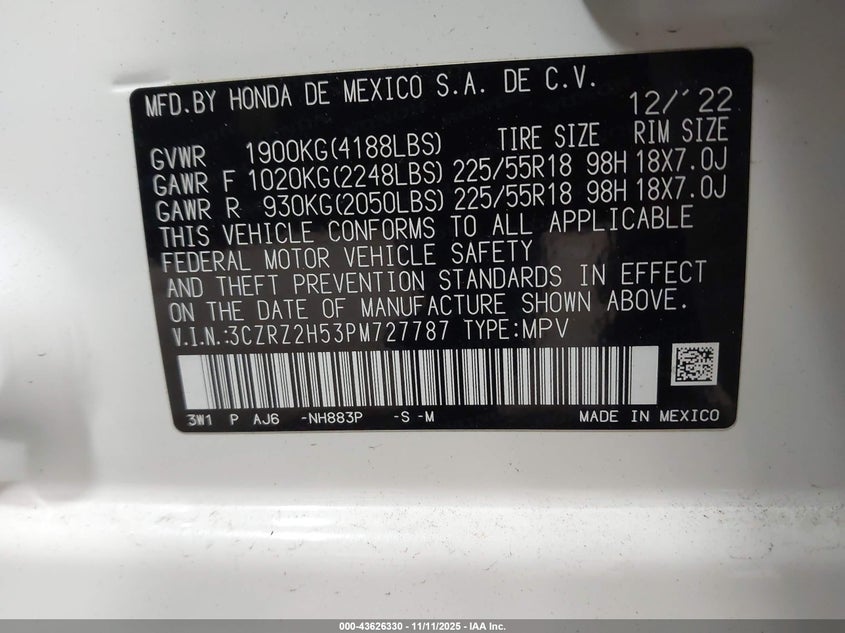 MFD.BY HONDA DE MEXICO S.A. DE C.V.
12/'22
GVWR 1900KG(4188LBS) TIRE SIZE RIM SIZE
GAWR F 1020KG(2248LBS) 225/55R18 98H 18X7.0J
GAWR R 930KG(2050LBS) 225/55R18 98H 18X7.0J
THIS VEHICLE CONFORMS TO ALL APPLICABLE
FEDERAL MOTOR VEHICLE SAFETY
AND THEFT PREVENTION STANDARDS IN EFFECT
ON THE DATE OF MANUFACTURE SHOWN ABOVE.
V.I.N.:3CZRZ2H53PM727787 TYPE:MPV
3W1 P AJ6 -NH883P -S -M MADE IN MEXICO
000-43626330 - 11/11/2025 - IAA Inc.